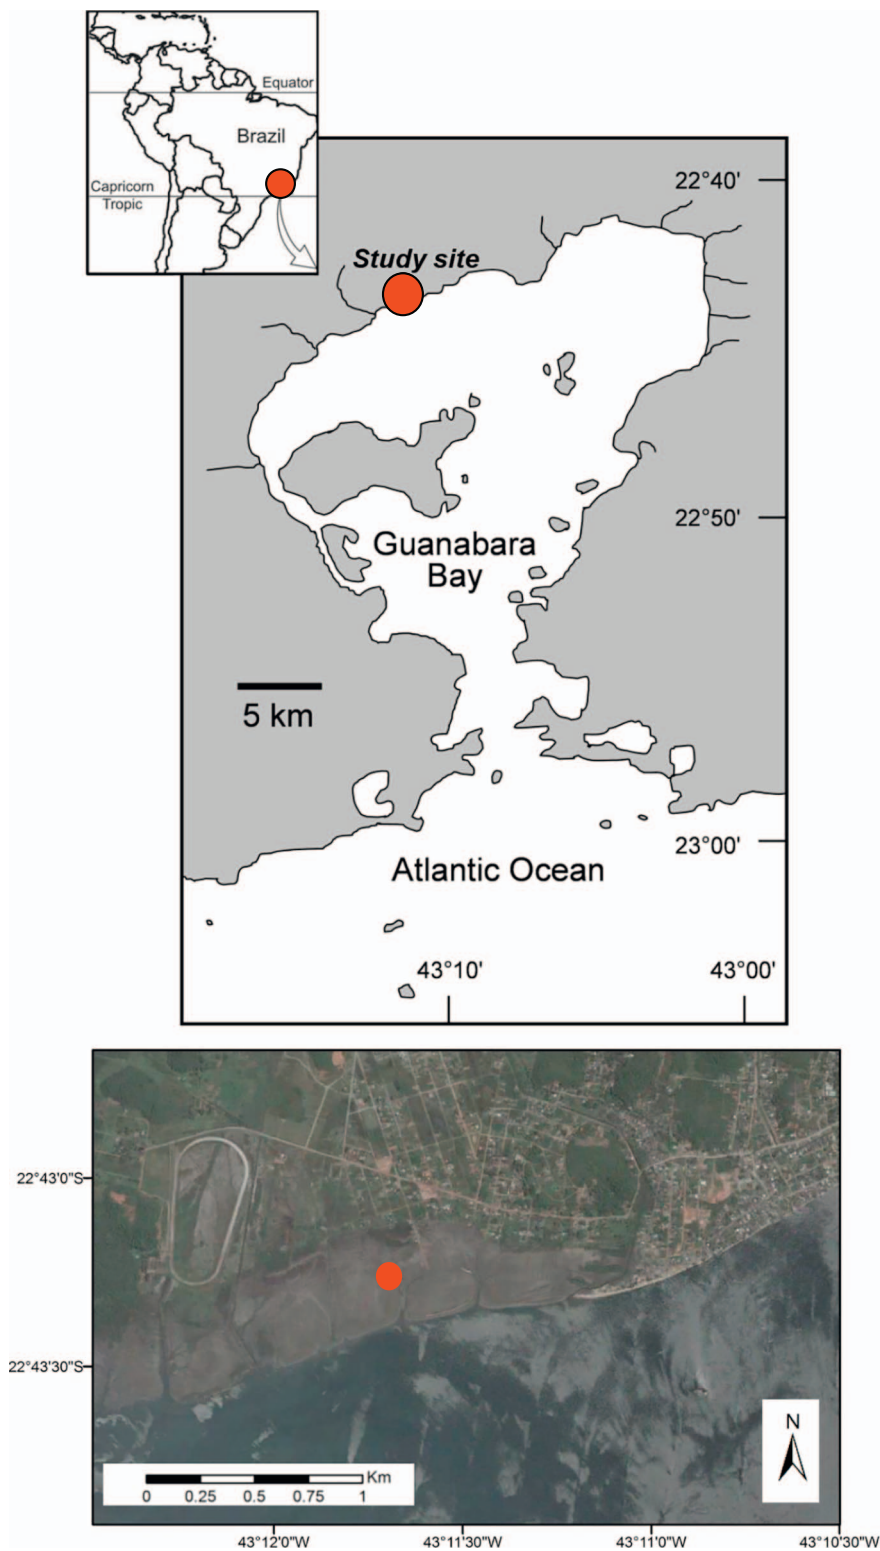 Equator
Brazil
Capricorn
Tropic
22°40'
Study site
22°50'
Guanabara
Bay
5 km
23°00'
Atlantic Ocean
43°10'
43°00'
22°43'0"S
22°43'30"S
N
Km
0 0.25 0.5 0.75 1
43°12'0"W 43°11'30"W 43°11'0"W 43°10'30"W